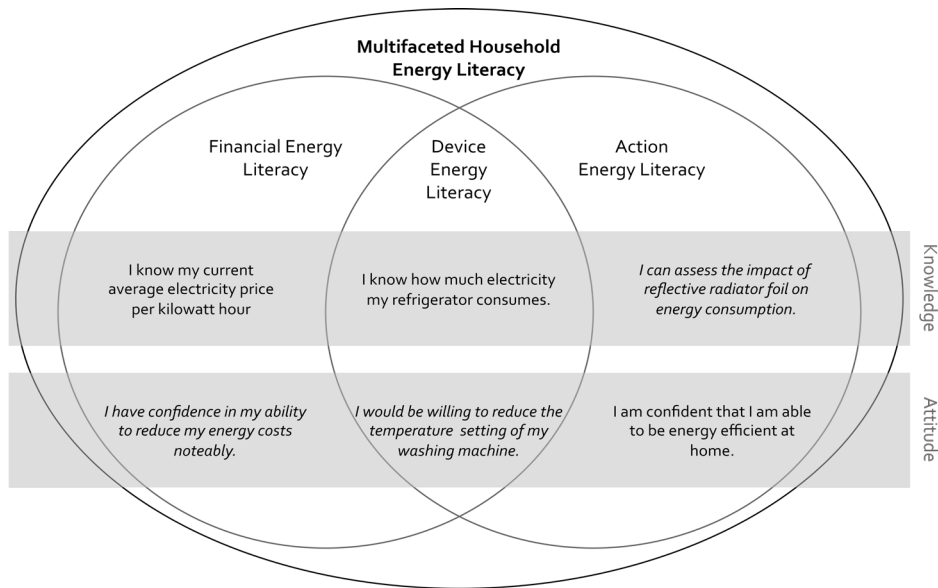 Multifaceted Household
Energy Literacy
Financial Energy
Literacy
Device
Energy
Literacy
Action
Energy Literacy
I know my current
average electricity price
per kilowatt hour
I know how much electricity
my refrigerator consumes.
I can assess the impact of
reflective radiator foil on
energy consumption.
Knowledge
I have confidence in my ability
to reduce my energy costs
noteably.
I would be willing to reduce the
temperature setting of my
washing machine.
I am confident that I am able
to be energy efficient at
home.
Attitude